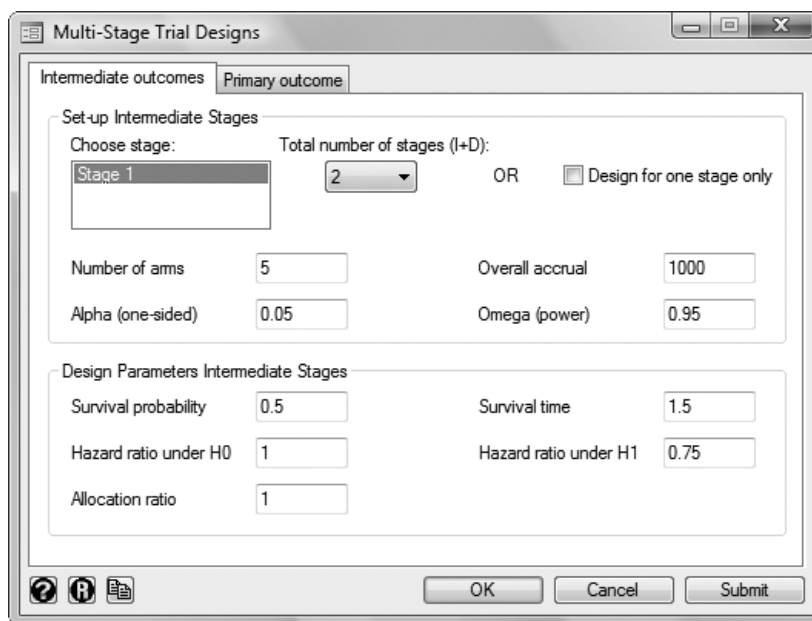 Multi-Stage Trial Designs
Intermediate outcomes Primary outcome
Set-up Intermediate Stages
Choose stage: Total number of stages (I+D):
Stage 1 2 OR Design for one stage only
Number of arms 5 Overall accrual 1000
Alpha (one-sided) 0.05 Omega (power) 0.95
Design Parameters Intermediate Stages
Survival probability 0.5 Survival time 1.5
Hazard ratio under H0 1 Hazard ratio under H1 0.75
Allocation ratio 1
? R OK Cancel Submit